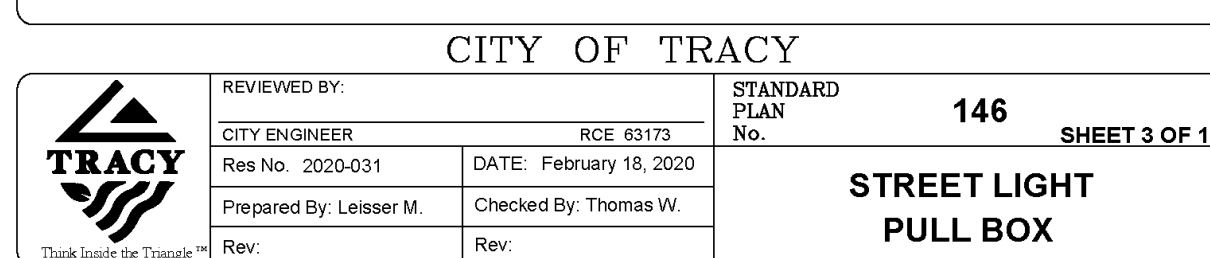 CITY OF TRACY
TRACY
Think Inside the Triangle ™
REVIEWED BY:
CITY ENGINEER RCE 63173
Res No. 2020-031 DATE: February 18, 2020
Prepared By: Leisser M. Checked By: Thomas W.
Rev: Rev:
STANDARD
PLAN
No. 146 SHEET 3 OF 1
STREET LIGHT
PULL BOX